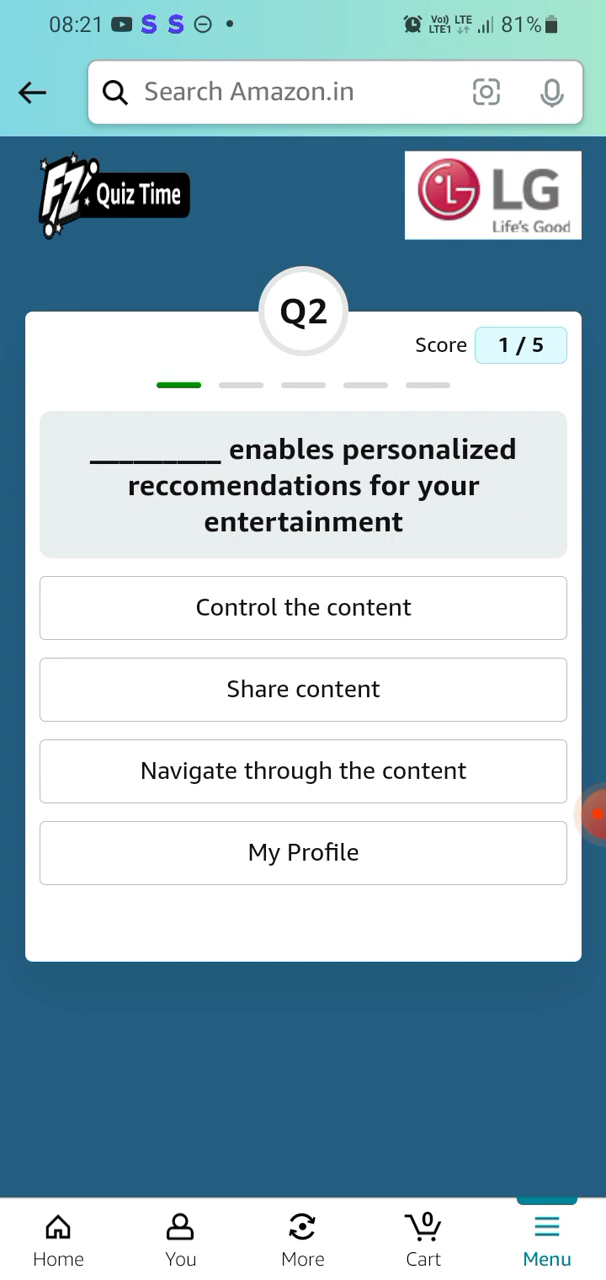 08:21
Vo) LTE
LTE1
81%
Search Amazon.in
FZ Quiz Time
LG
Life's Good
Q2
Score 1 / 5
_________ enables personalized
reccomendations for your
entertainment
Control the content
Share content
Navigate through the content
My Profile
0
Home You More Cart Menu